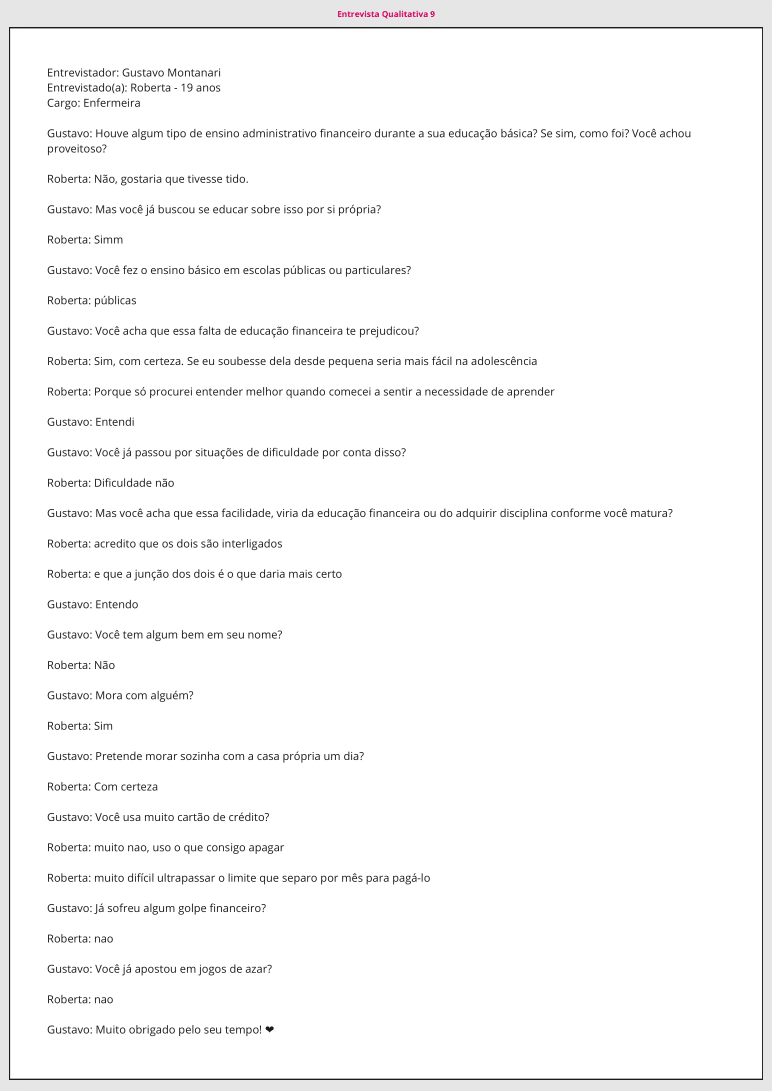 Entrevista Qualitativa 9
Entrevistador: Gustavo Montanari
Entrevistado(a): Roberta - 19 anos
Cargo: Enfermeira
Gustavo: Houve algum tipo de ensino administrativo financeiro durante a sua educação básica? Se sim, como foi? Você achou
proveitoso?
Roberta: Não, gostaria que tivesse tido.
Gustavo: Mas você já buscou se educar sobre isso por si própria?
Roberta: Simm
Gustavo: Você fez o ensino básico em escolas públicas ou particulares?
Roberta: públicas
Gustavo: Você acha que essa falta de educação financeira te prejudicou?
Roberta: Sim, com certeza. Se eu soubesse dela desde pequena seria mais fácil na adolescência
Roberta: Porque só procurei entender melhor quando comecei a sentir a necessidade de aprender
Gustavo: Entendi
Gustavo: Você já passou por situações de dificuldade por conta disso?
Roberta: Dificuldade não
Gustavo: Mas você acha que essa facilidade, viria da educação financeira ou do adquirir disciplina conforme você matura?
Roberta: acredito que os dois são interligados
Roberta: e que a junção dos dois é o que daria mais certo
Gustavo: Entendo
Gustavo: Você tem algum bem em seu nome?
Roberta: Não
Gustavo: Mora com alguém?
Roberta: Sim
Gustavo: Pretende morar sozinha com a casa própria um dia?
Roberta: Com certeza
Gustavo: Você usa muito cartão de crédito?
Roberta: muito nao, uso o que consigo apagar
Roberta: muito difícil ultrapassar o limite que separo por mês para pagá-lo
Gustavo: Já sofreu algum golpe financeiro?
Roberta: nao
Gustavo: Você já apostou em jogos de azar?
Roberta: nao
Gustavo: Muito obrigado pelo seu tempo! ❤